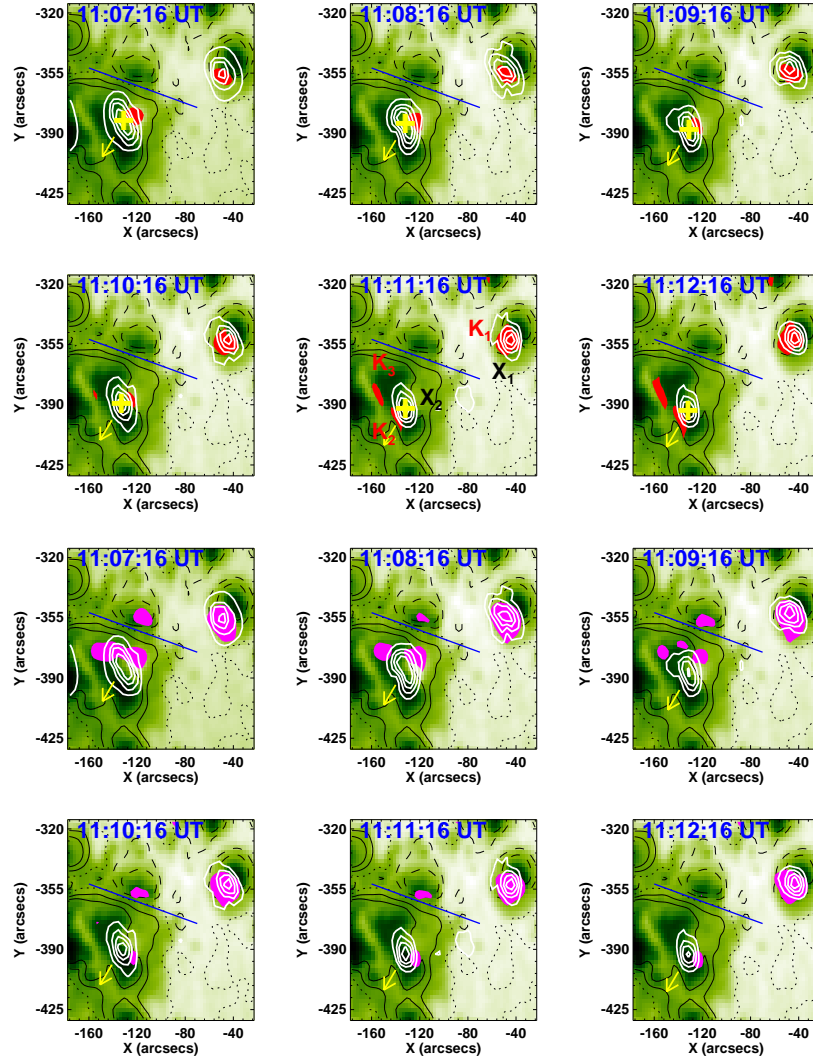 11:07:16 UT 11:08:16 UT 11:09:16 UT
-320 -320 -320
-355 -355 -355
-390 -390 -390
-425 -425 -425
Y (arcsecs) Y (arcsecs) Y (arcsecs)
-160 -120 -80 -40 -160 -120 -80 -40 -160 -120 -80 -40
X (arcsecs) X (arcsecs) X (arcsecs)
11:10:16 UT 11:11:16 UT 11:12:16 UT
-320 -320 -320
K1
-355 -355 -355
K3 X1
-390 X2 -390 -390
K2
-425 -425 -425
Y (arcsecs) Y (arcsecs) Y (arcsecs)
-160 -120 -80 -40 -160 -120 -80 -40 -160 -120 -80 -40
X (arcsecs) X (arcsecs) X (arcsecs)
11:07:16 UT 11:08:16 UT 11:09:16 UT
-320 -320 -320
-355 -355 -355
-390 -390 -390
-425 -425 -425
Y (arcsecs) Y (arcsecs) Y (arcsecs)
-160 -120 -80 -40 -160 -120 -80 -40 -160 -120 -80 -40
X (arcsecs) X (arcsecs) X (arcsecs)
11:10:16 UT 11:11:16 UT 11:12:16 UT
-320 -320 -320
-355 -355 -355
-390 -390 -390
-425 -425 -425
Y (arcsecs) Y (arcsecs) Y (arcsecs)
-160 -120 -80 -40 -160 -120 -80 -40 -160 -120 -80 -40
X (arcsecs) X (arcsecs) X (arcsecs)